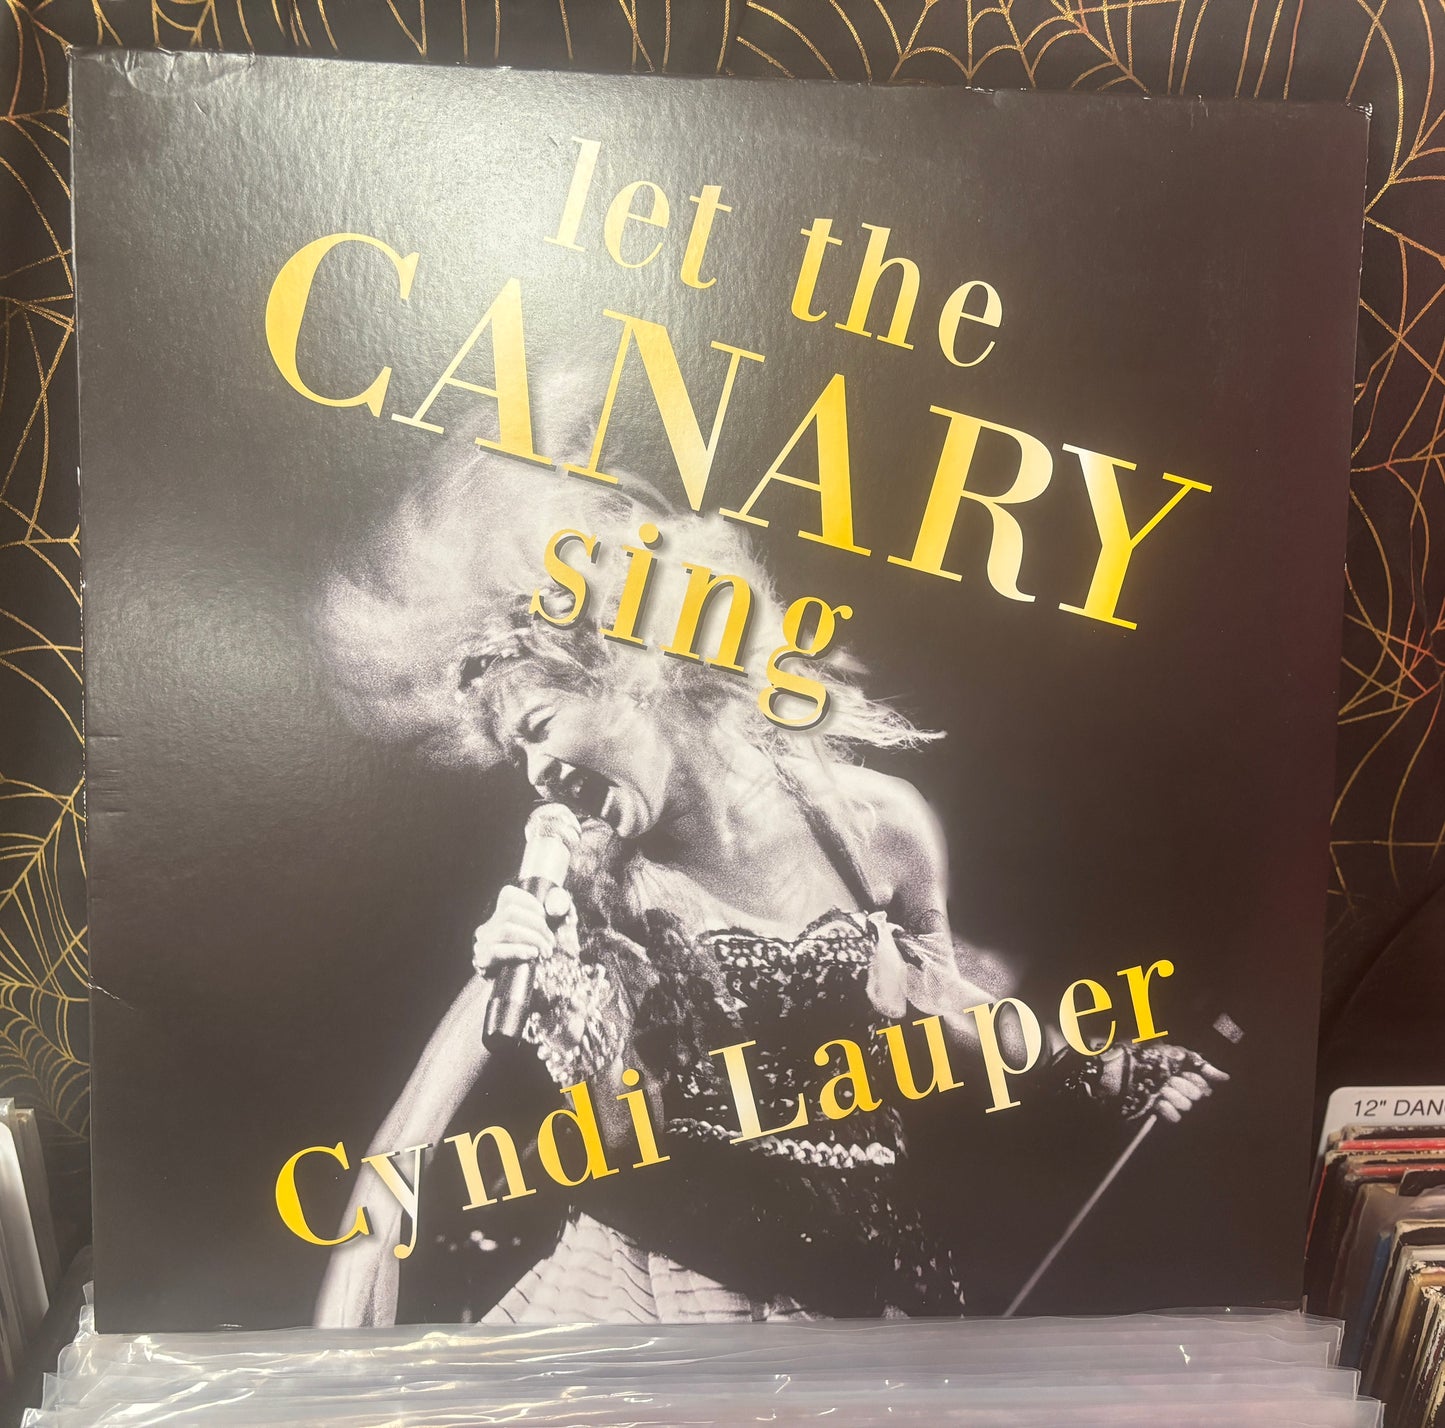 let the
CANARY
sing
Cyndi Lauper
12" DAN